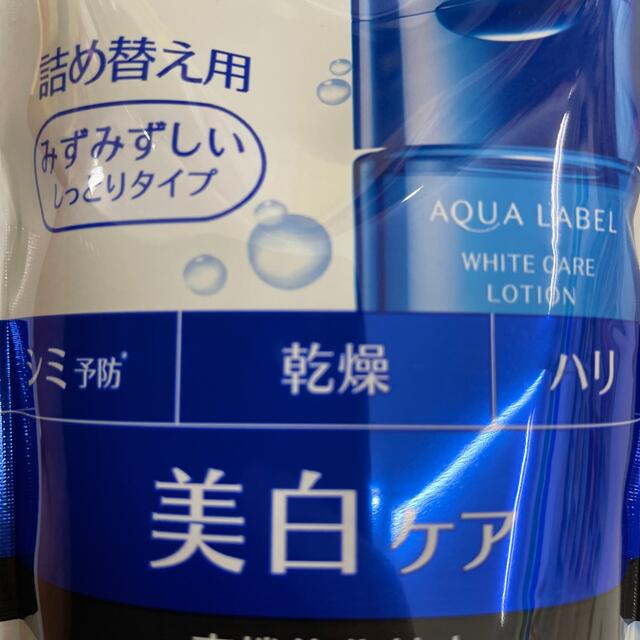 詰め替え用
みずみずしい
しっとりタイプ
AQUA LABEL
WHITE CARE
LOTION
シミ予防*
乾燥
ハリ
美白ケア